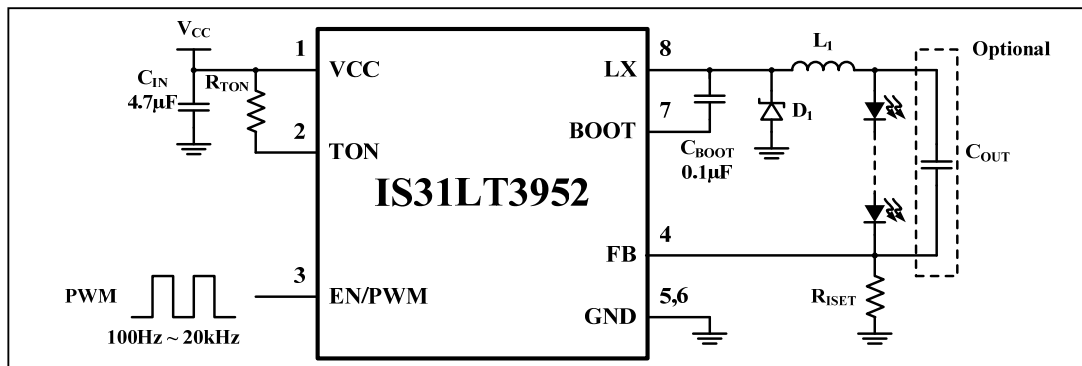 VCC
CIN
4.7μF
RTON
1
VCC
2
TON
IS31LT3952
PWM
100Hz ~ 20kHz
3
EN/PWM
8
LX
7
BOOT
CBOOT
0.1μF
D1
L1
Optional
COUT
4
FB
5,6
GND
RISET